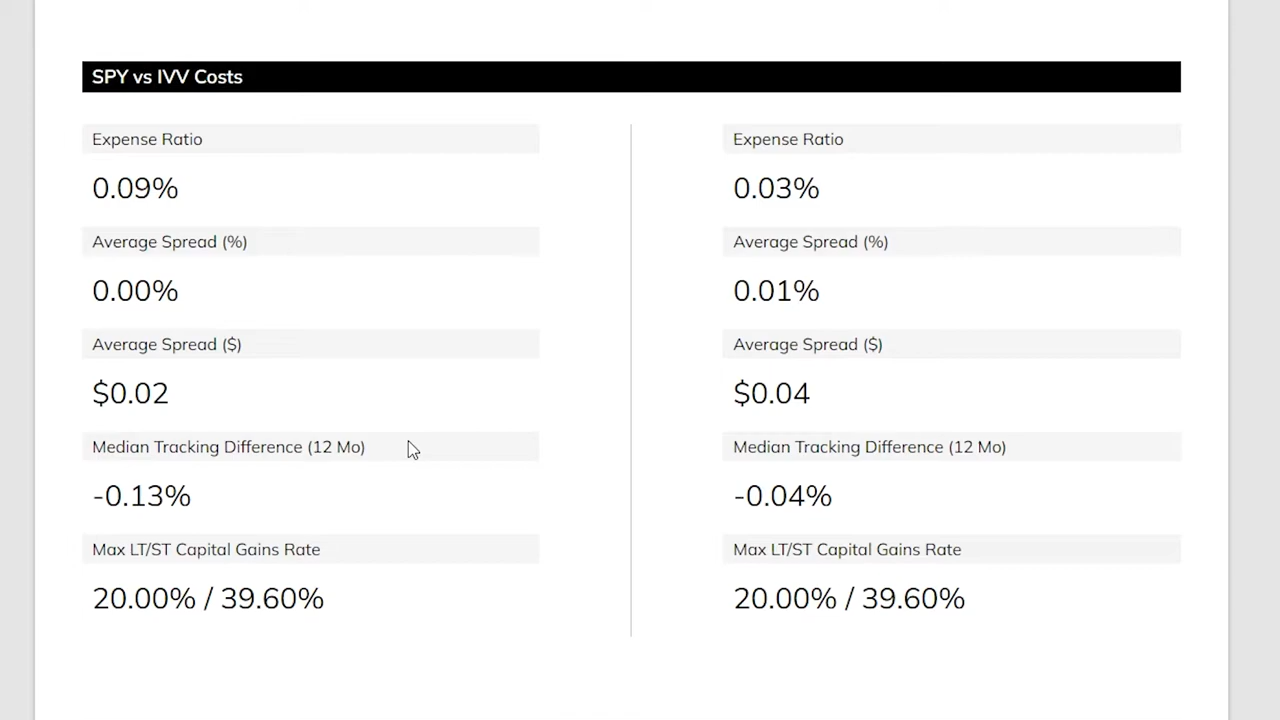 SPY vs IVV Costs
Expense Ratio
0.09%
Average Spread (%)
0.00%
Average Spread ($)
$0.02
Median Tracking Difference (12 Mo)
-0.13%
Max LT/ST Capital Gains Rate
20.00% / 39.60%
Expense Ratio
0.03%
Average Spread (%)
0.01%
Average Spread ($)
$0.04
Median Tracking Difference (12 Mo)
-0.04%
Max LT/ST Capital Gains Rate
20.00% / 39.60%